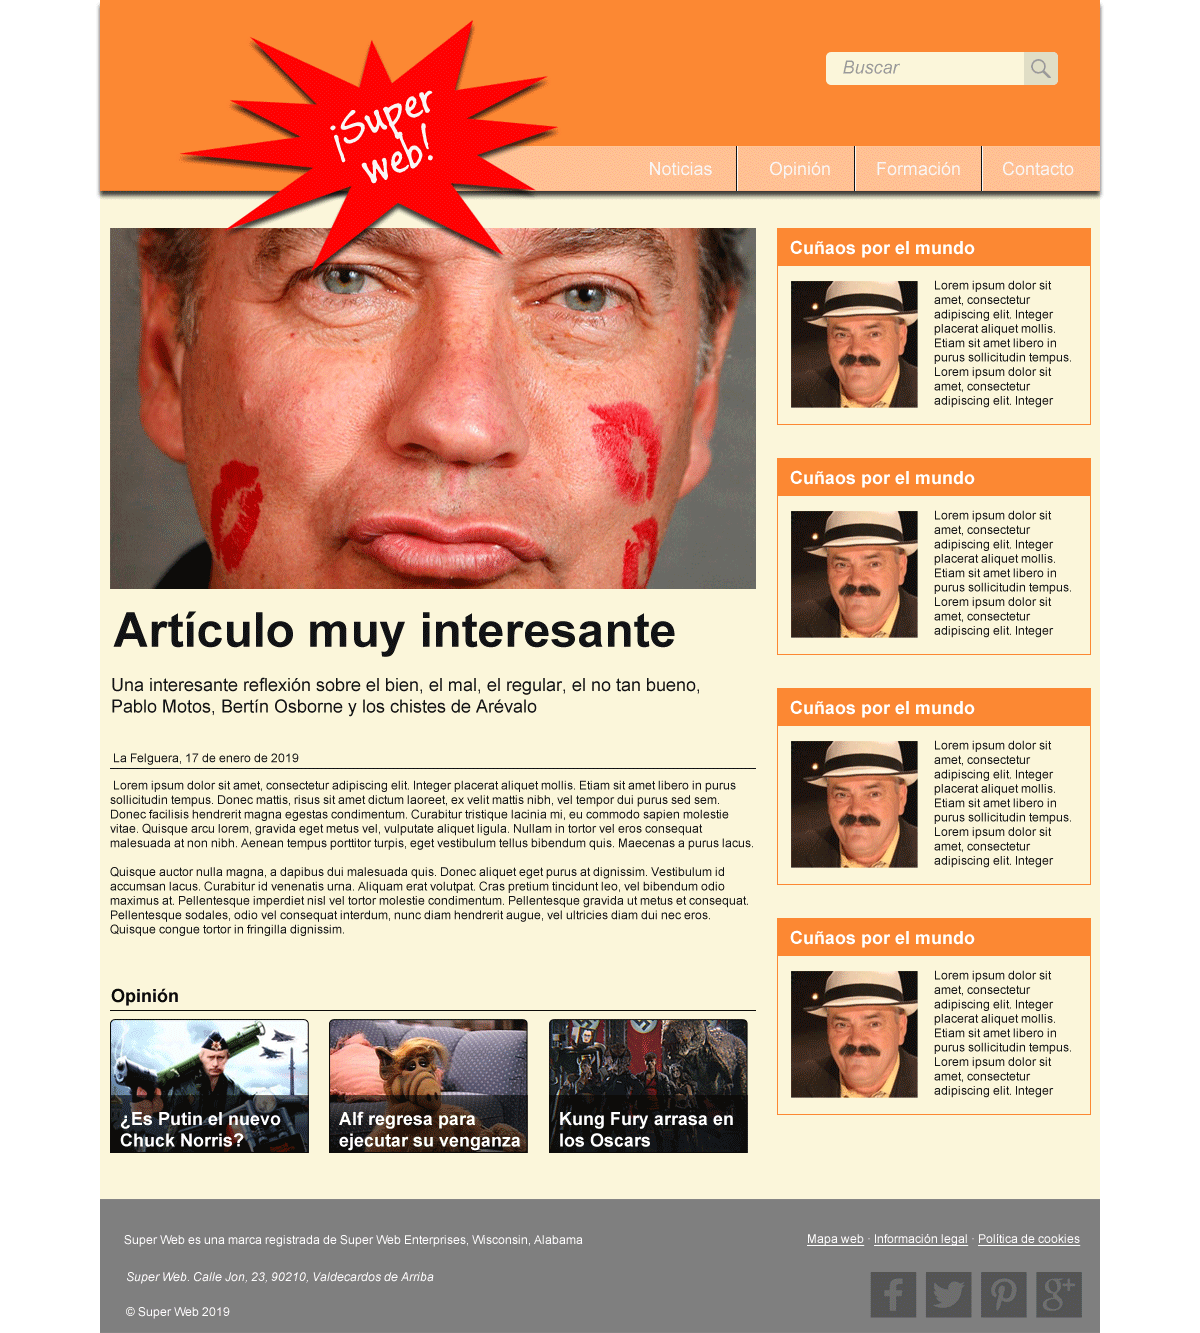 ¡Super
web!
Buscar
Noticias
Opinión
Formación
Contacto
Artículo muy interesante
Una interesante reflexión sobre el bien, el mal, el regular, el no tan bueno,
Pablo Motos, Bertín Osborne y los chistes de Arévalo
La Felguera, 17 de enero de 2019
Lorem ipsum dolor sit amet, consectetur adipiscing elit. Integer placerat aliquet mollis. Etiam sit amet libero in purus
sollicitudin tempus. Donec mattis, risus sit amet dictum laoreet, ex velit mattis nibh, vel tempor dui purus sed sem.
Donec facilisis hendrerit magna egestas condimentum. Curabitur tristique lacinia mi, eu commodo sapien molestie
vitae. Quisque arcu lorem, gravida eget metus vel, vulputate aliquet ligula. Nullam in tortor vel eros consequat
malesuada at non nibh. Aenean tempus porttitor turpis, eget vestibulum tellus bibendum quis. Maecenas a purus lacus.
Quisque auctor nulla magna, a dapibus dui malesuada quis. Donec aliquet eget purus at dignissim. Vestibulum id
accumsan lacus. Curabitur id venenatis urna. Aliquam erat volutpat. Cras pretium tincidunt leo, vel bibendum odio
maximus at. Pellentesque imperdiet nisl vel tortor molestie condimentum. Pellentesque gravida ut metus et consequat.
Pellentesque sodales, odio vel consequat interdum, nunc diam hendrerit augue, vel ultricies diam dui nec eros.
Quisque congue tortor in fringilla dignissim.
Opinión
¿Es Putin el nuevo
Chuck Norris?
Alf regresa para
ejecutar su venganza
Kung Fury arrasa en
los Oscars
Cuñaos por el mundo
Lorem ipsum dolor sit
amet, consectetur
adipiscing elit. Integer
placerat aliquet mollis.
Etiam sit amet libero in
purus sollicitudin tempus.
Lorem ipsum dolor sit
amet, consectetur
adipiscing elit. Integer
Cuñaos por el mundo
Lorem ipsum dolor sit
amet, consectetur
adipiscing elit. Integer
placerat aliquet mollis.
Etiam sit amet libero in
purus sollicitudin tempus.
Lorem ipsum dolor sit
amet, consectetur
adipiscing elit. Integer
Cuñaos por el mundo
Lorem ipsum dolor sit
amet, consectetur
adipiscing elit. Integer
placerat aliquet mollis.
Etiam sit amet libero in
purus sollicitudin tempus.
Lorem ipsum dolor sit
amet, consectetur
adipiscing elit. Integer
Cuñaos por el mundo
Lorem ipsum dolor sit
amet, consectetur
adipiscing elit. Integer
placerat aliquet mollis.
Etiam sit amet libero in
purus sollicitudin tempus.
Lorem ipsum dolor sit
amet, consectetur
adipiscing elit. Integer
Super Web es una marca registrada de Super Web Enterprises, Wisconsin, Alabama
Super Web. Calle Jon, 23, 90210, Valdecardos de Arriba
© Super Web 2019
Mapa web · Información legal · Política de cookies